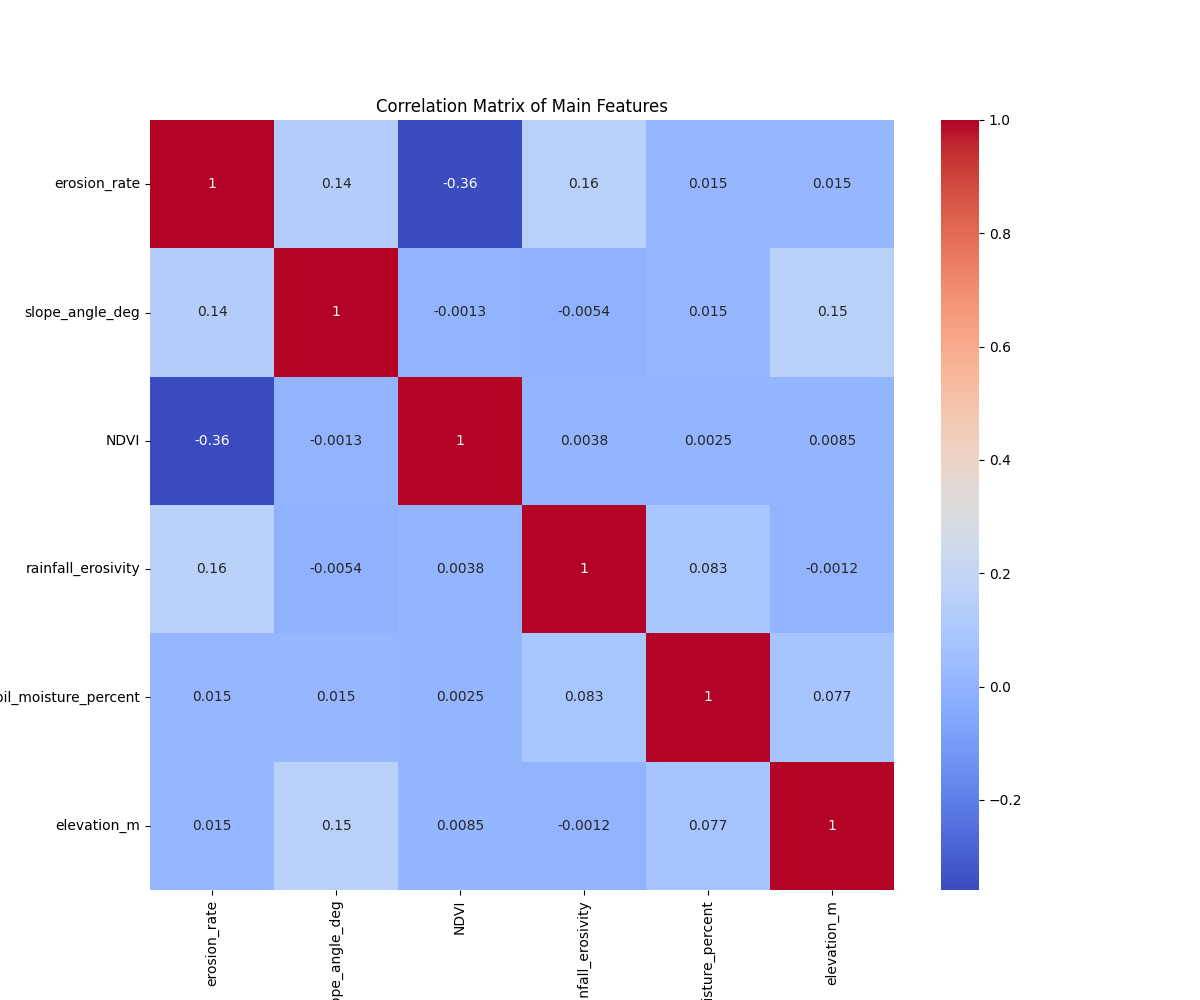 Correlation Matrix of Main Features
erosion_rate 1 0.14 -0.36 0.16 0.015 0.015
slope_angle_deg 0.14 1 -0.0013 -0.0054 0.015 0.15
NDVI -0.36 -0.0013 1 0.0038 0.0025 0.0085
rainfall_erosivity 0.16 -0.0054 0.0038 1 0.083 -0.0012
oil_moisture_percent 0.015 0.015 0.0025 0.083 1 0.077
elevation_m 0.015 0.15 0.0085 -0.0012 0.077 1
erosion_rate
ope_angle_deg
NDVI
nfall_erosivity
isture_percent
elevation_m
1.0
0.8
0.6
0.4
0.2
0.0
−0.2